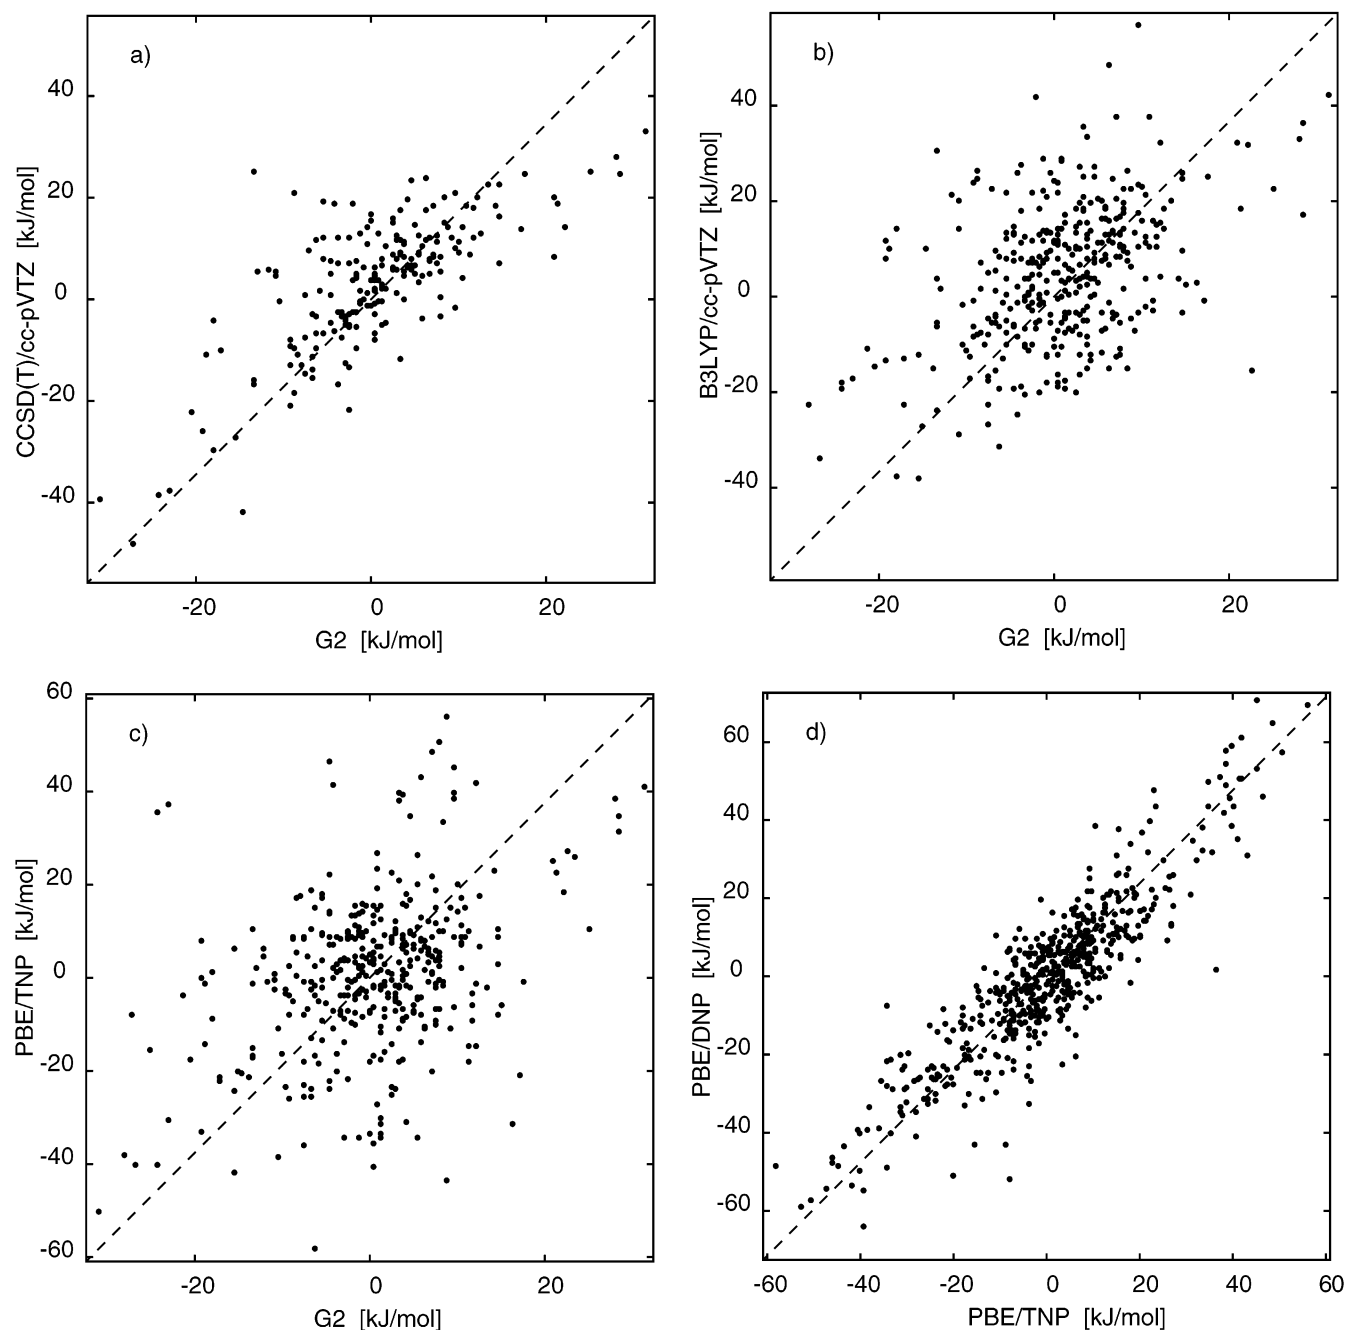 a)
40
20
0
-20
-40
CCSD(T)/cc-pVTZ [kJ/mol]
-20 0 20
G2 [kJ/mol]
b)
40
20
0
-20
-40
B3LYP/cc-pVTZ [kJ/mol]
-20 0 20
G2 [kJ/mol]
c)
60
40
20
0
-20
-40
-60
PBE/TNP [kJ/mol]
-20 0 20
G2 [kJ/mol]
d)
60
40
20
0
-20
-40
-60
PBE/DNP [kJ/mol]
-60 -40 -20 0 20 40 60
PBE/TNP [kJ/mol]